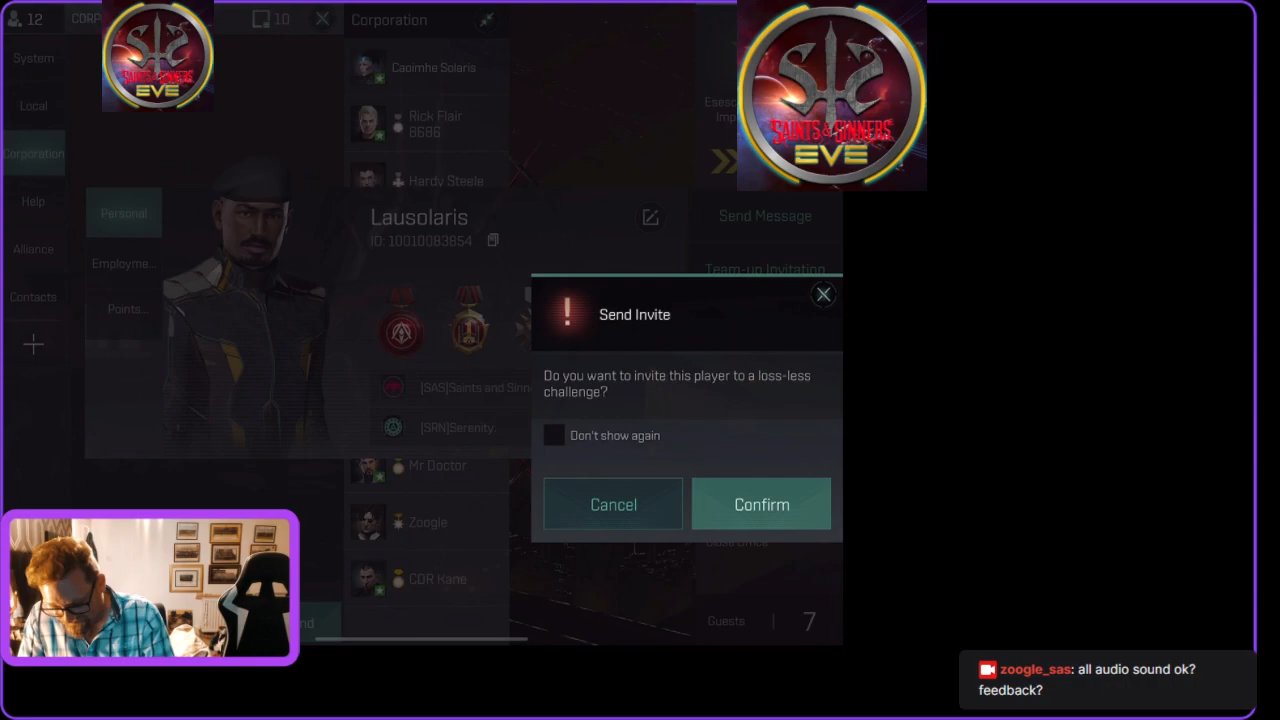 12
CORP
10
Corporation
System
Local
Corporation
Help
Alliance
Contacts
SAINTS & SINNERS
EVE
Caoimhe Solaris
Rick Flair
8686
Hardy Steele
SAINTS & SINNERS
EVE
Personal
Employme...
Points...
Lausolaris
ID: 10010083854
Send Message
Team-up Invitation
[SAS]Saints and Sinn
[SRN]Serenity.
Send Invite
Do you want to invite this player to a loss-less
challenge?
Don't show again
Cancel
Confirm
Mr Doctor
Zoogle
CDR Kane
Guests
7
zoogle_sas: all audio sound ok?
feedback?